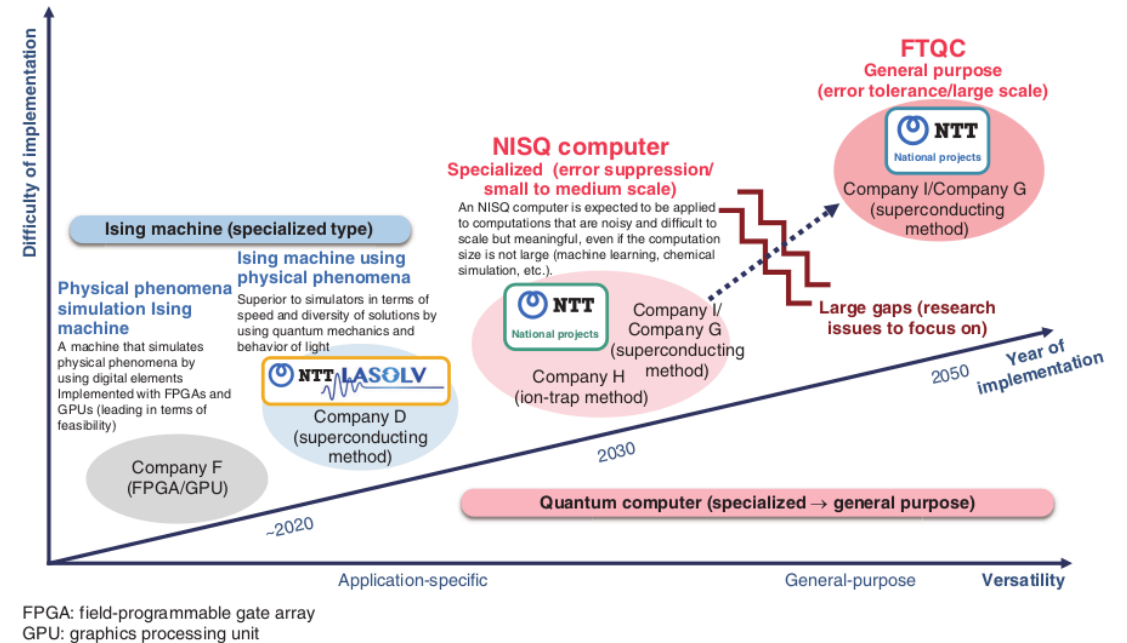 Difficulty of implementation
FTQC
General purpose
(error tolerance/large scale)
NTT
National projects
Company I/Company G
(superconducting
method)
NISQ computer
Specialized (error suppression/
small to medium scale)
An NISQ computer is expected to be applied
to computations that are noisy and difficult to
scale but meaningful, even if the computation
size is not large (machine learning, chemical
simulation, etc.).
NTT
National projects
Company I/
Company G
(superconducting
method)
Company H
(ion-trap method)
Large gaps (research
issues to focus on)
Ising machine (specialized type)
Ising machine using
physical phenomena
Superior to simulators in terms of
speed and diversity of solutions by
using quantum mechanics and
behavior of light
NTT LASOLV
Company D
(superconducting
method)
Physical phenomena
simulation Ising
machine
A machine that simulates
physical phenomena by
using digital elements
Implemented with FPGAs and
GPUs (leading in terms of
feasibility)
Company F
(FPGA/GPU)
~2020
2030
2050
Year of
implementation
Quantum computer (specialized → general purpose)
Application-specific
General-purpose
Versatility
FPGA: field-programmable gate array
GPU: graphics processing unit